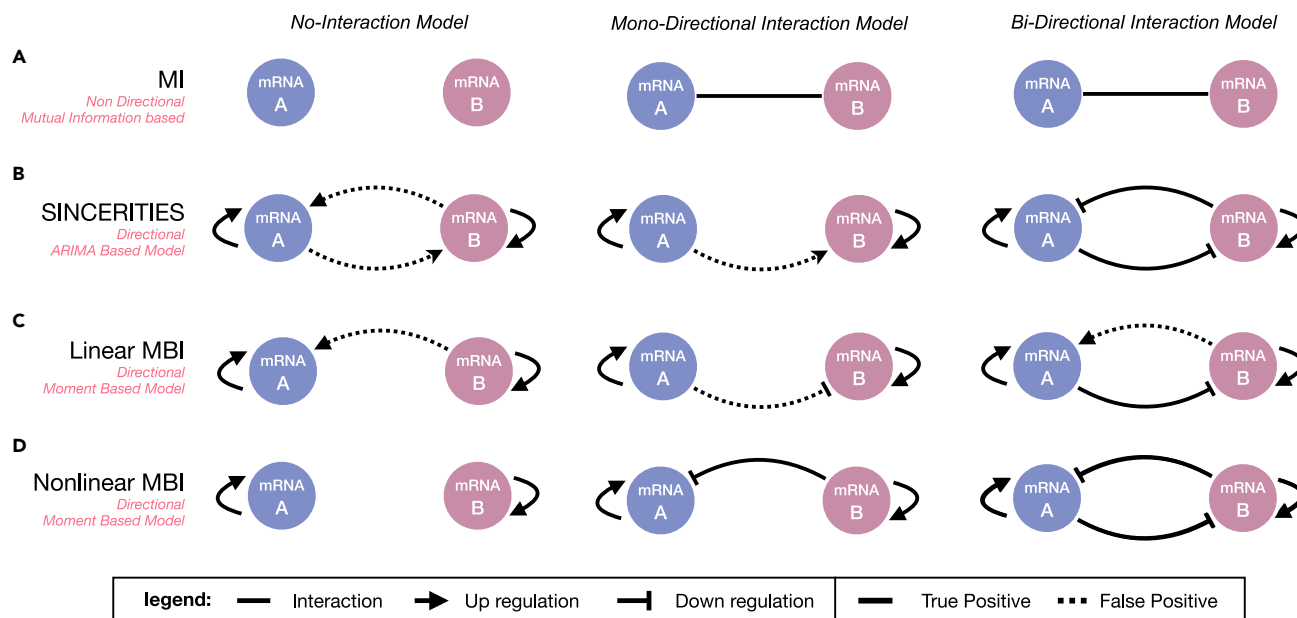 No-Interaction Model
Mono-Directional Interaction Model
Bi-Directional Interaction Model
A
MI
Non Directional
Mutual Information based
mRNA
A
mRNA
B
mRNA
A
mRNA
B
mRNA
A
mRNA
B
B
SINCERITIES
Directional
ARIMA Based Model
mRNA
A
mRNA
B
mRNA
A
mRNA
B
mRNA
A
mRNA
B
C
Linear MBI
Directional
Moment Based Model
mRNA
A
mRNA
B
mRNA
A
mRNA
B
mRNA
A
mRNA
B
D
Nonlinear MBI
Directional
Moment Based Model
mRNA
A
mRNA
B
mRNA
A
mRNA
B
mRNA
A
mRNA
B
legend: Interaction Up regulation Down regulation True Positive False Positive